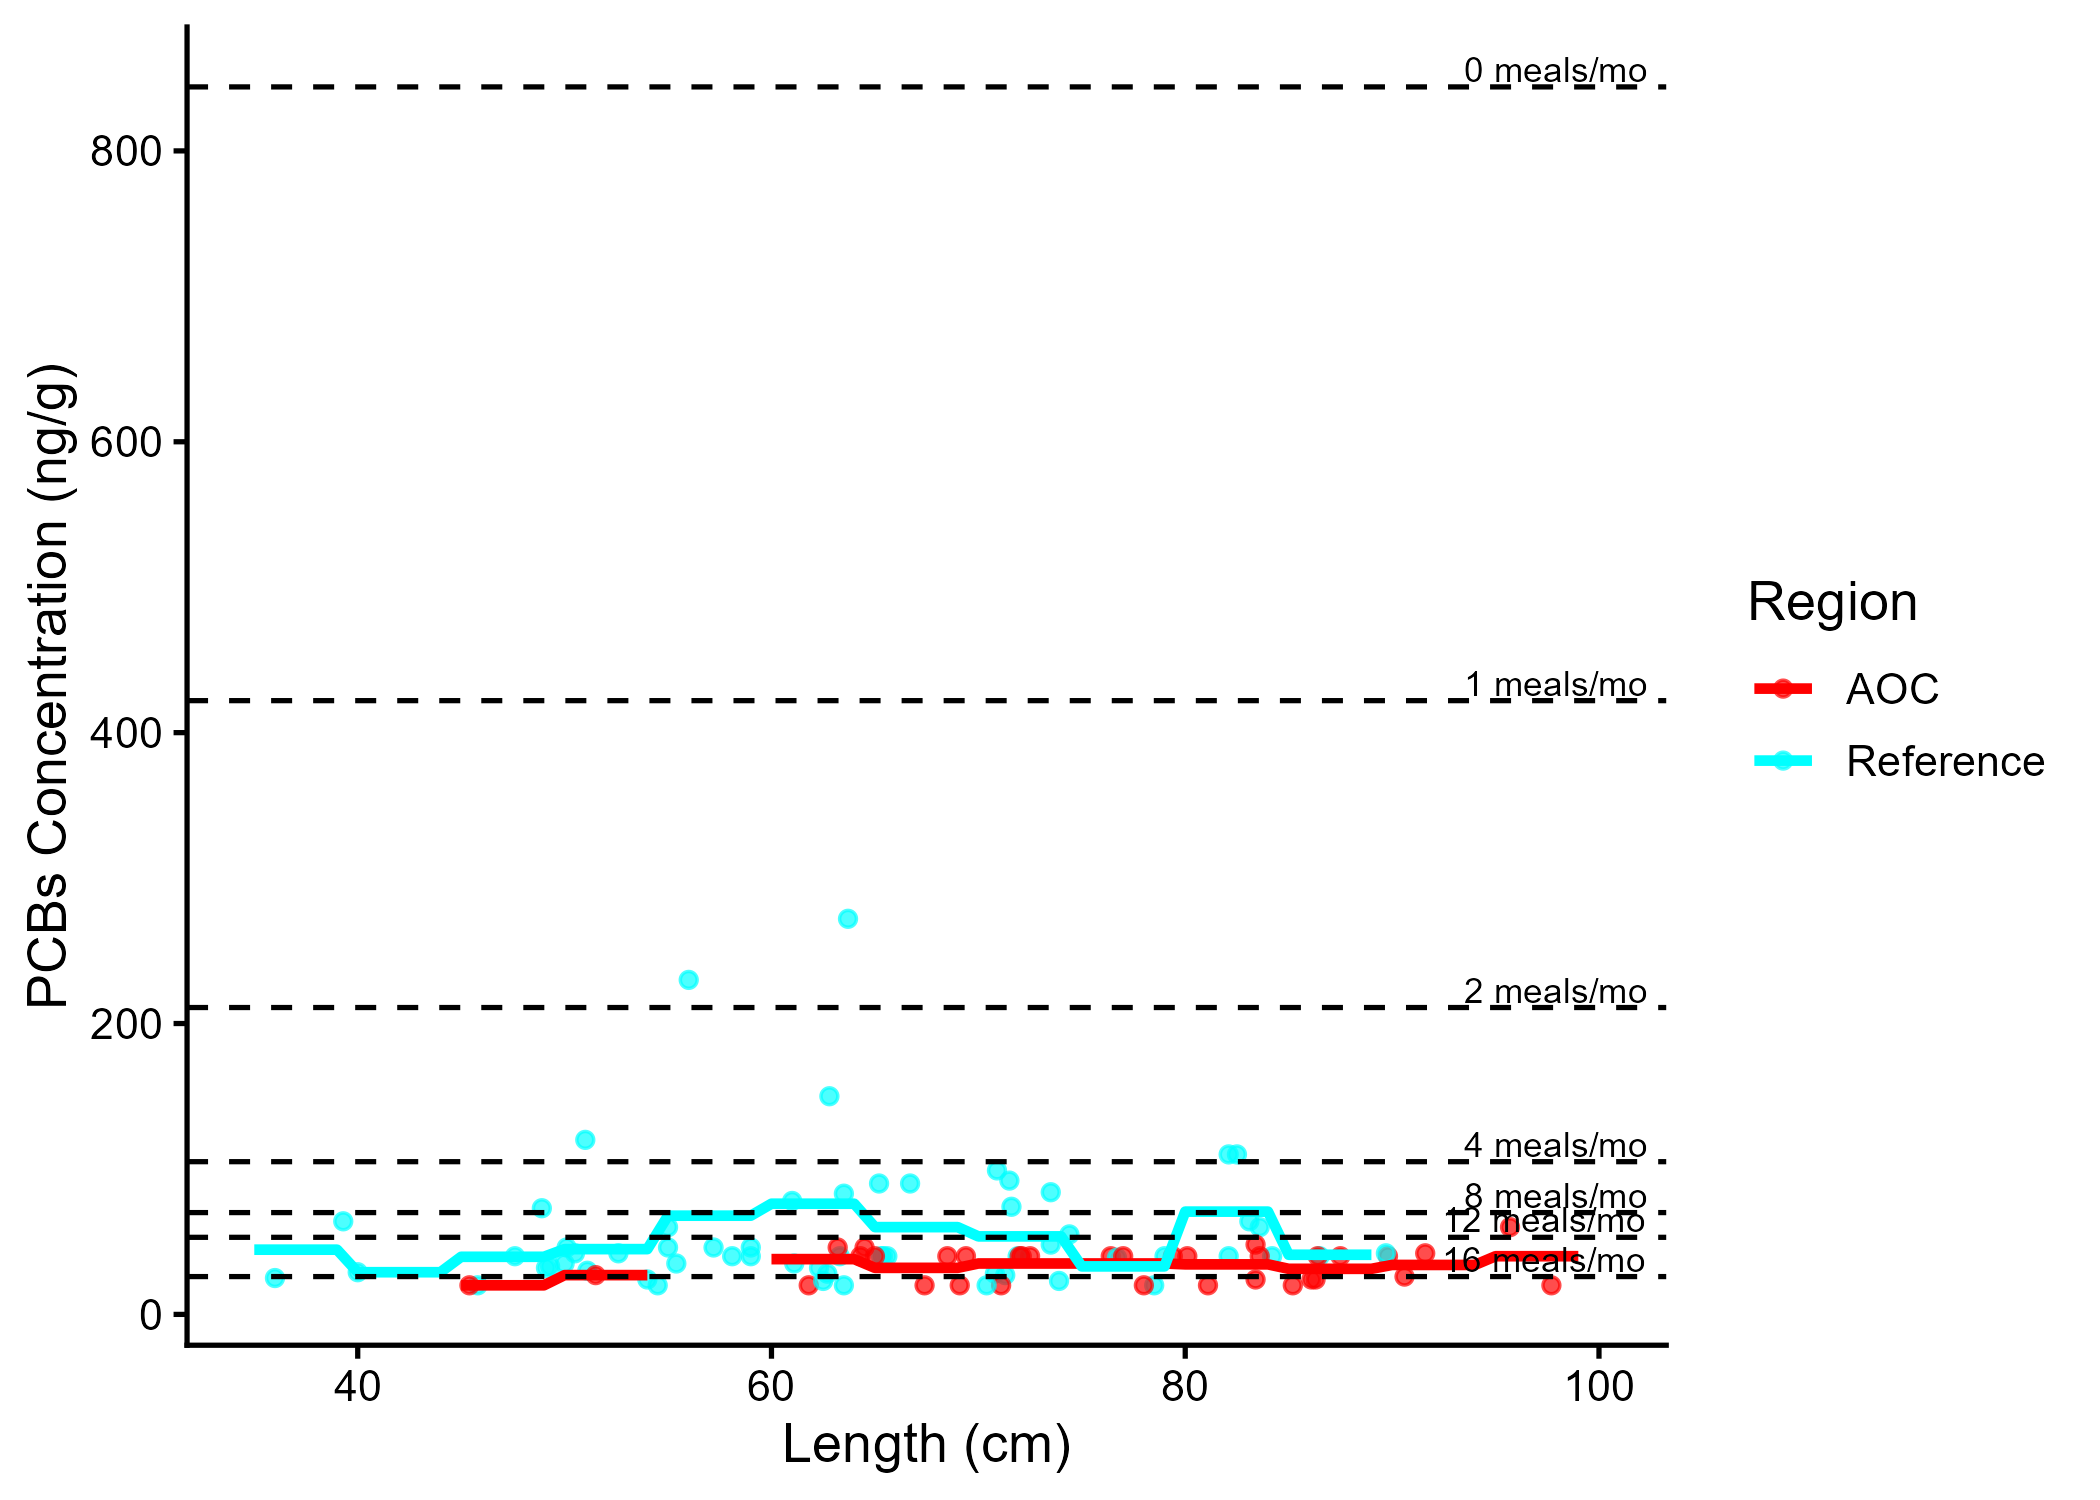 0 meals/mo
800
600
1 meals/mo
400
2 meals/mo
200
4 meals/mo
8 meals/mo
12 meals/mo
16 meals/mo
0
40
60
80
100
Length (cm)
PCBs Concentration (ng/g)
Region
AOC
Reference